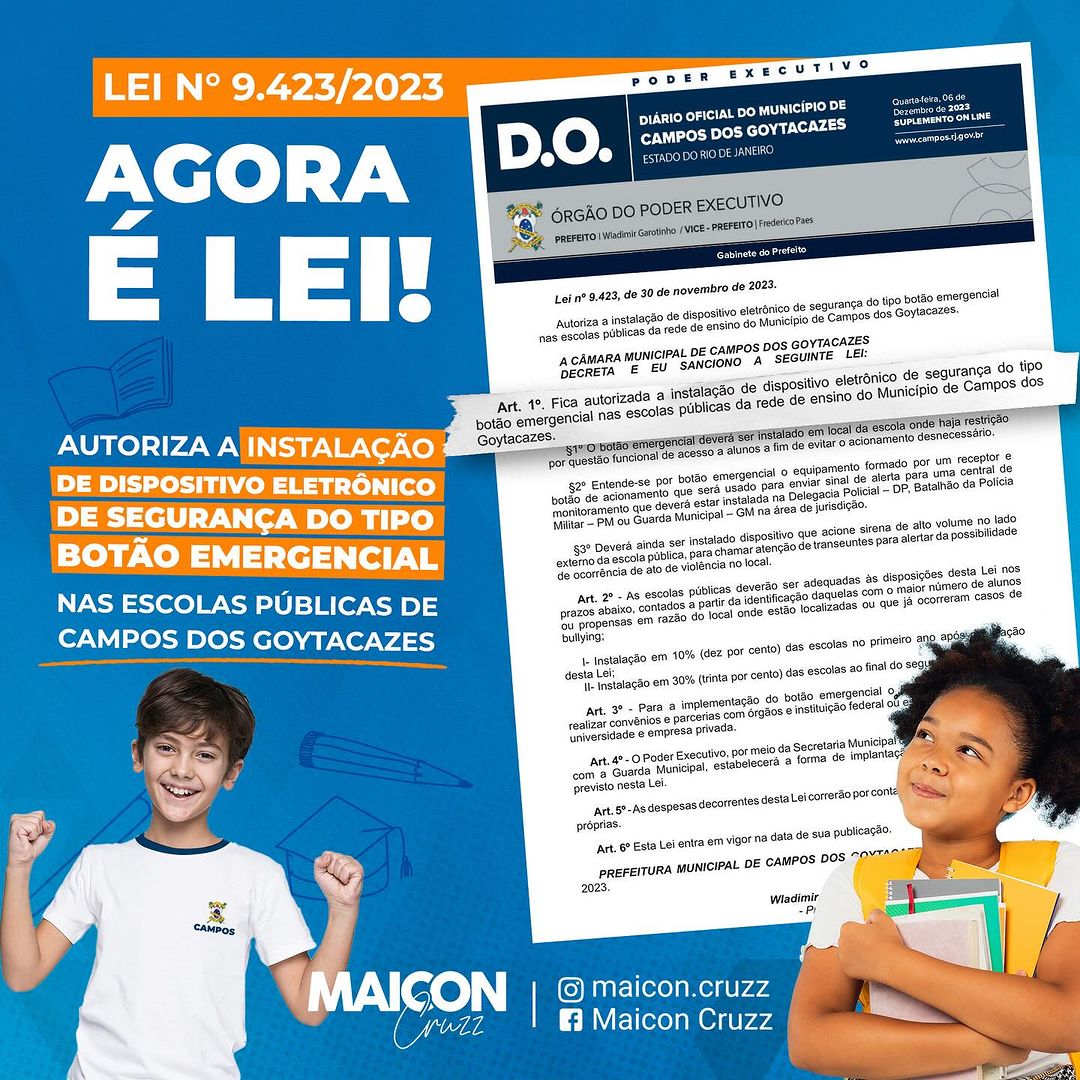 LEI Nº 9.423/2023
AGORA
É LEI!
AUTORIZA A INSTALAÇÃO
DE DISPOSITIVO ELETRÔNICO
DE SEGURANÇA DO TIPO
BOTÃO EMERGENCIAL
NAS ESCOLAS PÚBLICAS DE
CAMPOS DOS GOYTACAZES
PODER EXECUTIVO
D.O.
DIÁRIO OFICIAL DO MUNICÍPIO DE
CAMPOS DOS GOYTACAZES
ESTADO DO RIO DE JANEIRO
Quarta-feira, 06 de
Dezembro de 2023
SUPLEMENTO ON LINE
www.campos.rj.gov.br
ÓRGÃO DO PODER EXECUTIVO
PREFEITO | Wladimir Garotinho / VICE - PREFEITO | Frederico Paes
Gabinete do Prefeito
Lei nº 9.423, de 30 de novembro de 2023.
Autoriza a instalação de dispositivo eletrônico de segurança do tipo botão emergencial
nas escolas públicas da rede de ensino do Município de Campos dos Goytacazes.
A CÂMARA MUNICIPAL DE CAMPOS DOS GOYTACAZES
DECRETA E EU SANCIONO A SEGUINTE LEI:
Art. 1º. Fica autorizada a instalação de dispositivo eletrônico de segurança do tipo
botão emergencial nas escolas públicas da rede de ensino do Município de Campos dos
Goytacazes.
§1º O botão emergencial deverá ser instalado em local da escola onde haja restrição
por questão funcional de acesso a alunos a fim de evitar o acionamento desnecessário.
§2º Entende-se por botão emergencial o equipamento formado por um receptor e
botão de acionamento que será usado para enviar sinal de alerta para uma central de
monitoramento que deverá estar instalada na Delegacia Policial – DP, Batalhão da Polícia
Militar – PM ou Guarda Municipal – GM na área de jurisdição.
§3º Deverá ainda ser instalado dispositivo que acione sirena de alto volume no lado
externo da escola pública, para chamar atenção de transeuntes para alertar da possibilidade
de ocorrência de ato de violência no local.
Art. 2º - As escolas públicas deverão ser adequadas às disposições desta Lei nos
prazos abaixo, contados a partir da identificação daquelas com o maior número de alunos
ou propensas em razão do local onde estão localizadas ou que já ocorreram casos de
bullying;
I- Instalação em 10% (dez por cento) das escolas no primeiro ano após
desta Lei;
II- Instalação em 30% (trinta por cento) das escolas ao final do
Art. 3º - Para a implementação do botão emergencial o
realizar convênios e parcerias com órgãos e instituição federal ou
universidade e empresa privada.
Art. 4º - O Poder Executivo, por meio da Secretaria Municipal
com a Guarda Municipal, estabelecerá a forma de
previsto nesta Lei.
Art. 5º - As despesas decorrentes desta Lei correrão por
próprias.
Art. 6º Esta Lei entra em vigor na data de sua publicação.
PREFEITURA MUNICIPAL DE CAMPOS DOS
2023.
Wladimir
CAMPOS
MAICON
Cruzz
maicon.cruzz
Maicon Cruzz